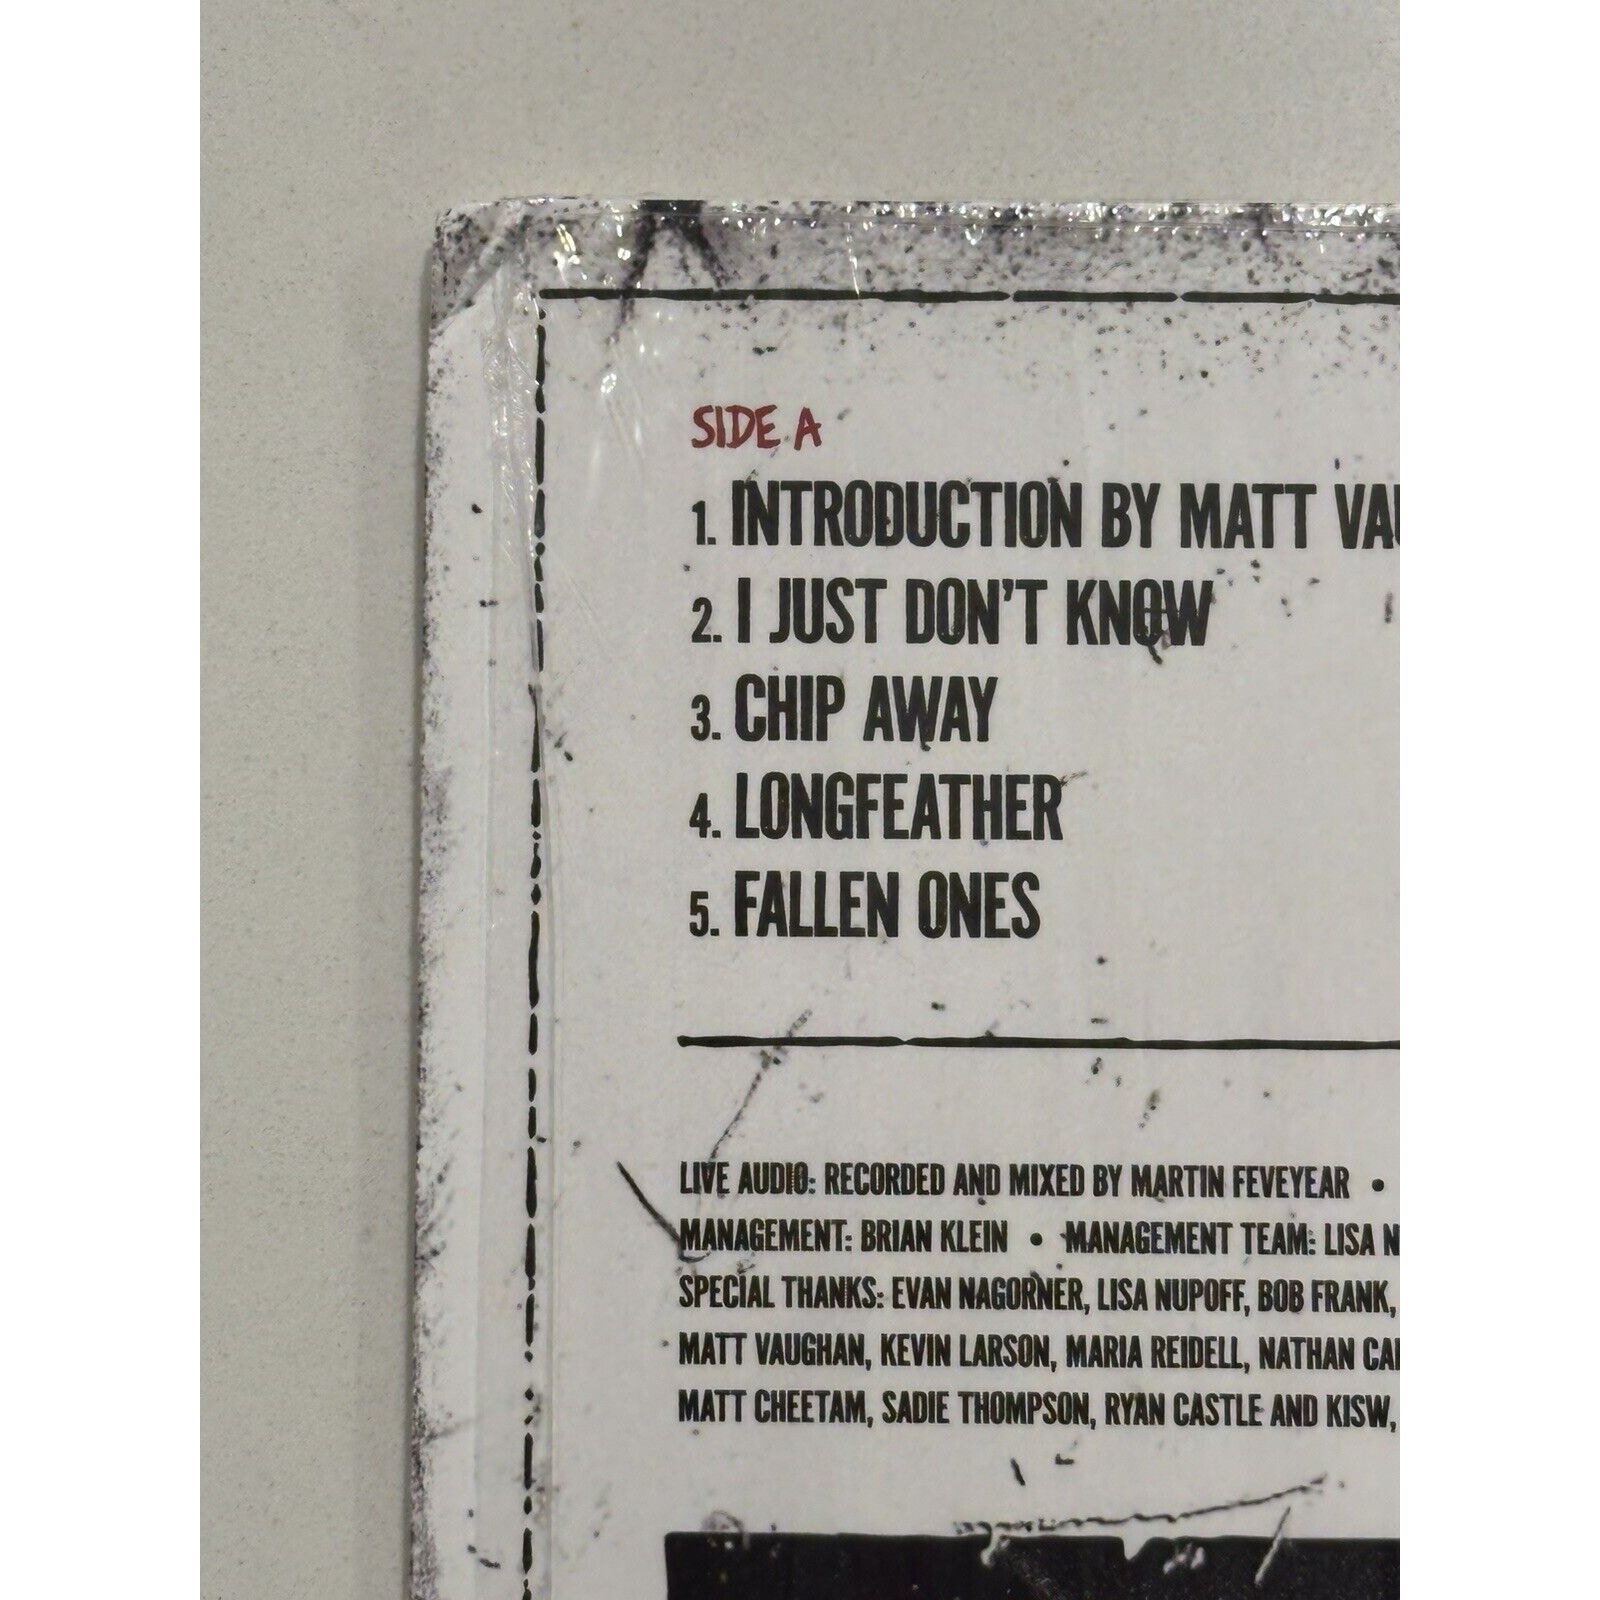 SIDE A
1. INTRODUCTION BY MATT
2. I JUST DON'T KNOW
3. CHIP AWAY
4. LONGFEATHER
5. FALLEN ONES
LIVE AUDIO: RECORDED AND MIXED BY MARTIN FEVEYEAR •
MANAGEMENT: BRIAN KLEIN • MANAGEMENT TEAM: LISA
SPECIAL THANKS: EVAN NAGORNER, LISA NUPOFF, BOB FRANK,
MATT VAUGHAN, KEVIN LARSON, MARIA REIDELL, NATHAN
MATT CHEETAM, SADIE THOMPSON, RYAN CASTLE AND KISW,